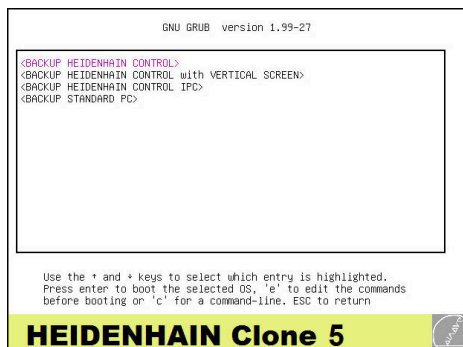 GNU GRUB version 1.99-27
<BACKUP HEIDENHAIN CONTROL>
<BACKUP HEIDENHAIN CONTROL with VERTICAL SCREEN>
<BACKUP HEIDENHAIN CONTROL IPC>
<BACKUP STANDARD PC>
Use the ↑ and ↓ keys to select which entry is highlighted.
Press enter to boot the selected OS, 'e' to edit the commands
before booting or 'c' for a command-line. ESC to return
HEIDENHAIN Clone 5